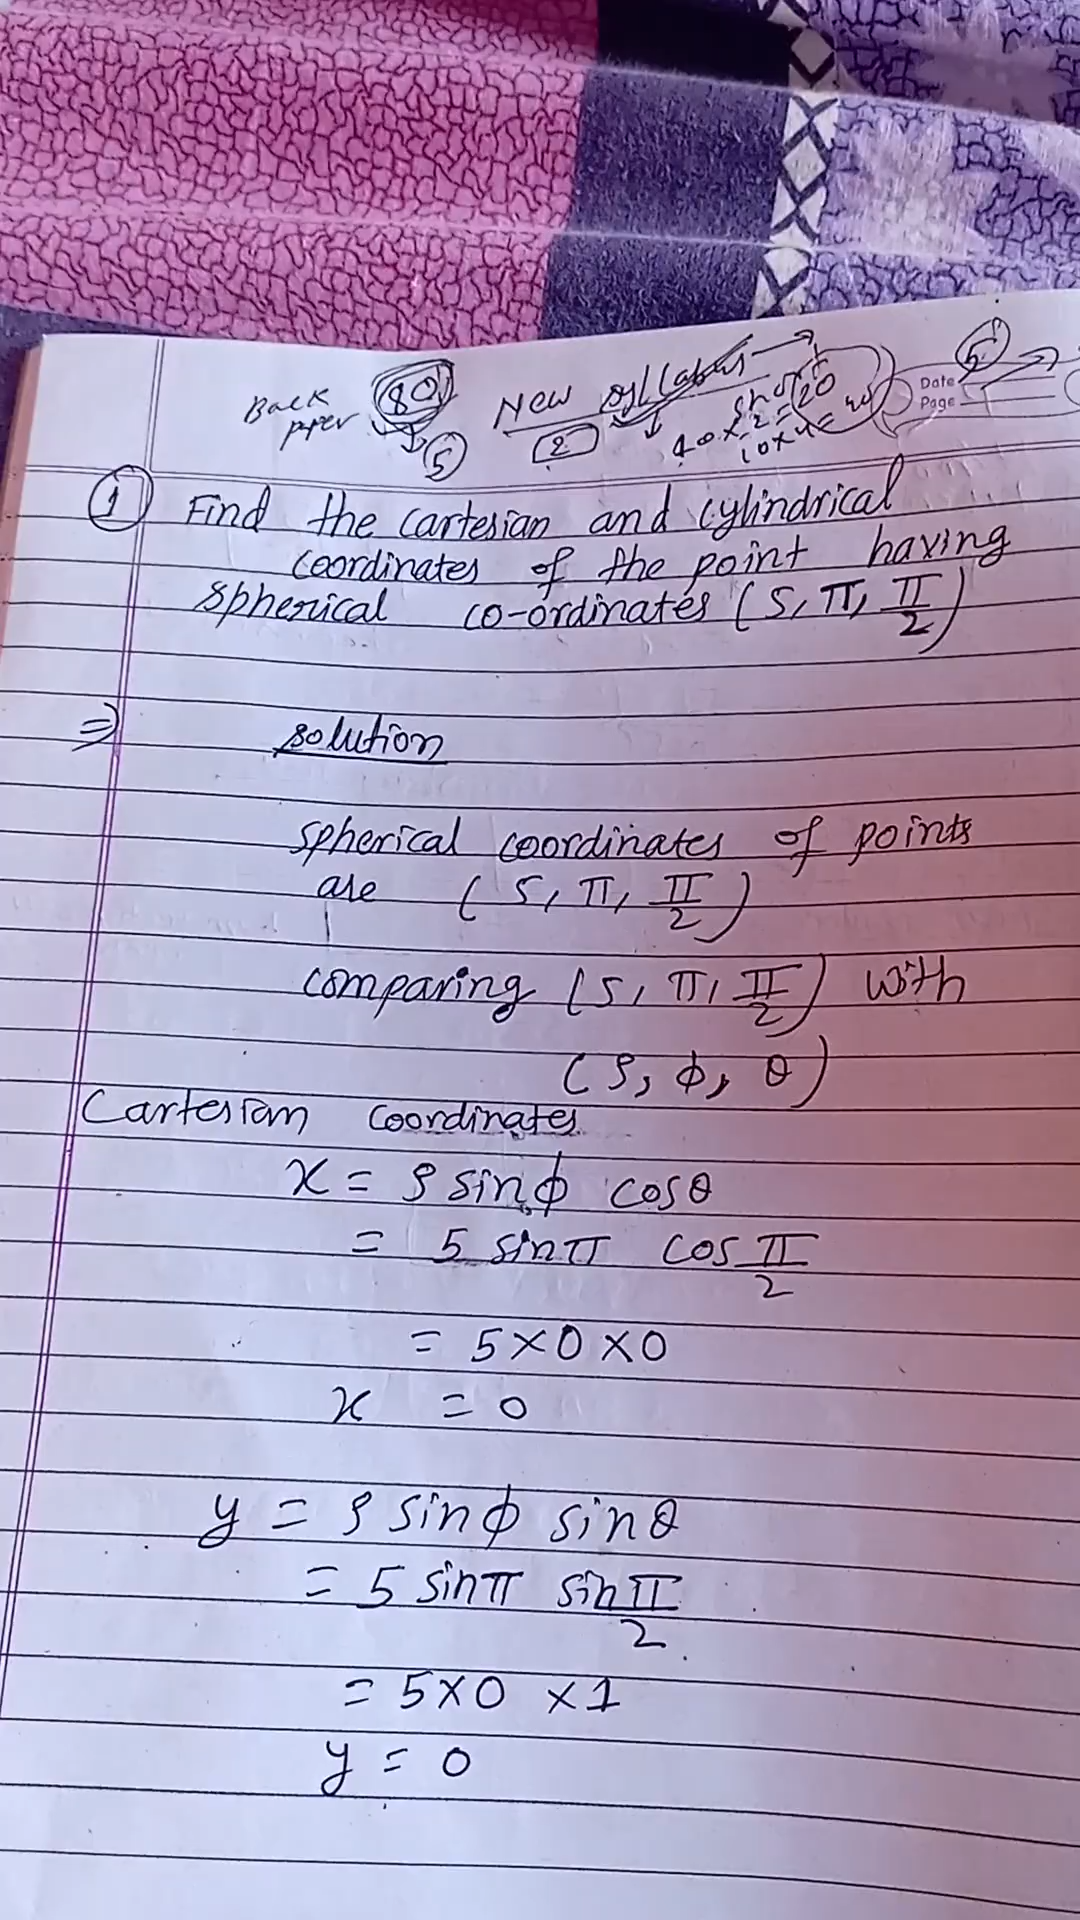 Back paper 80 5
New syllabus 2 short
40 x 2 = 20
10 x 4 = 40
5
Date
Page
1 Find the cartesian and cylindrical
coordinates of the point having
spherical co-ordinates (5, π, π/2)
⇒ solution
spherical coordinates of points
are (5, π, π/2)
comparing (5, π, π/2) with
(ρ, ϕ, θ)
Cartesian Coordinates
x = ρ sinϕ cosθ
= 5 sinπ cos π/2
= 5×0×0
x = 0
y = ρ sinϕ sinθ
= 5 sinπ sin π/2
= 5×0 ×1
y = 0